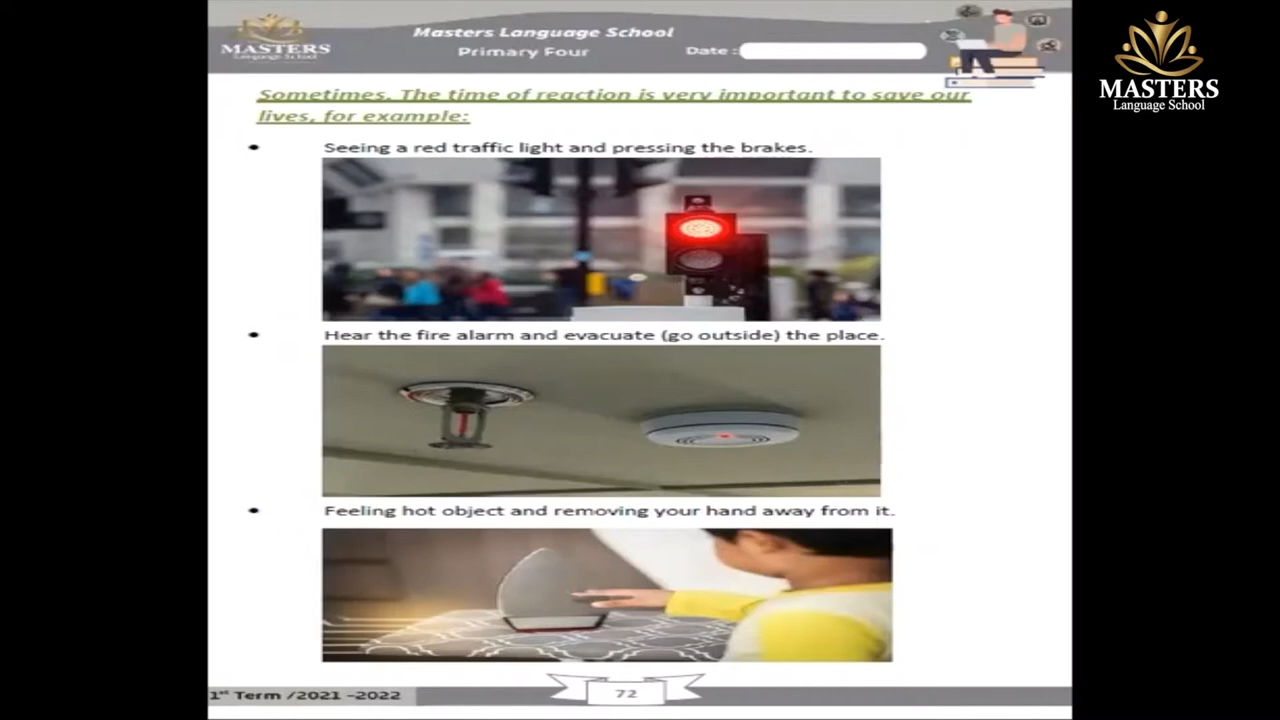 MASTERS
Language School
Masters Language School
Primary Four
Date :
MASTERS
Language School
Sometimes, The time of reaction is very important to save our
lives, for example:
• Seeing a red traffic light and pressing the brakes.
• Hear the fire alarm and evacuate (go outside) the place.
• Feeling hot object and removing your hand away from it.
1st Term /2021 -2022
72